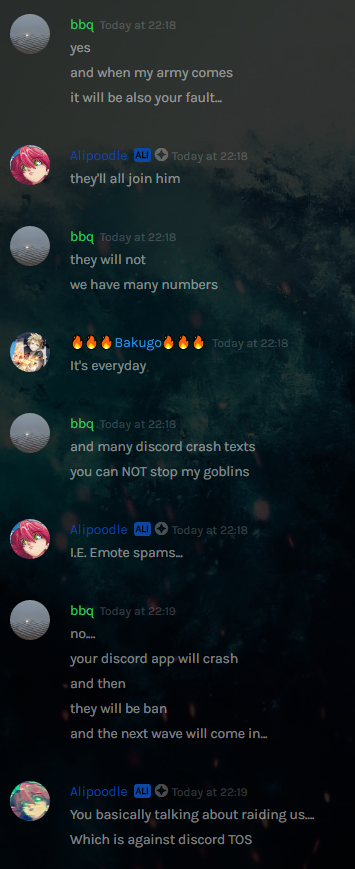 bbq Today at 22:18
yes
and when my army comes
it will be also your fault...
Alipoodle ALI Today at 22:18
they'll all join him
bbq Today at 22:18
they will not
we have many numbers
🔥🔥🔥Bakugo🔥🔥🔥 Today at 22:18
It's everyday
bbq Today at 22:18
and many discord crash texts
you can NOT stop my goblins
Alipoodle ALI Today at 22:18
I.E. Emote spams...
bbq Today at 22:19
no....
your discord app will crash
and then
they will be ban
and the next wave will come in...
Alipoodle ALI Today at 22:19
You basically talking about raiding us....
Which is against discord TOS